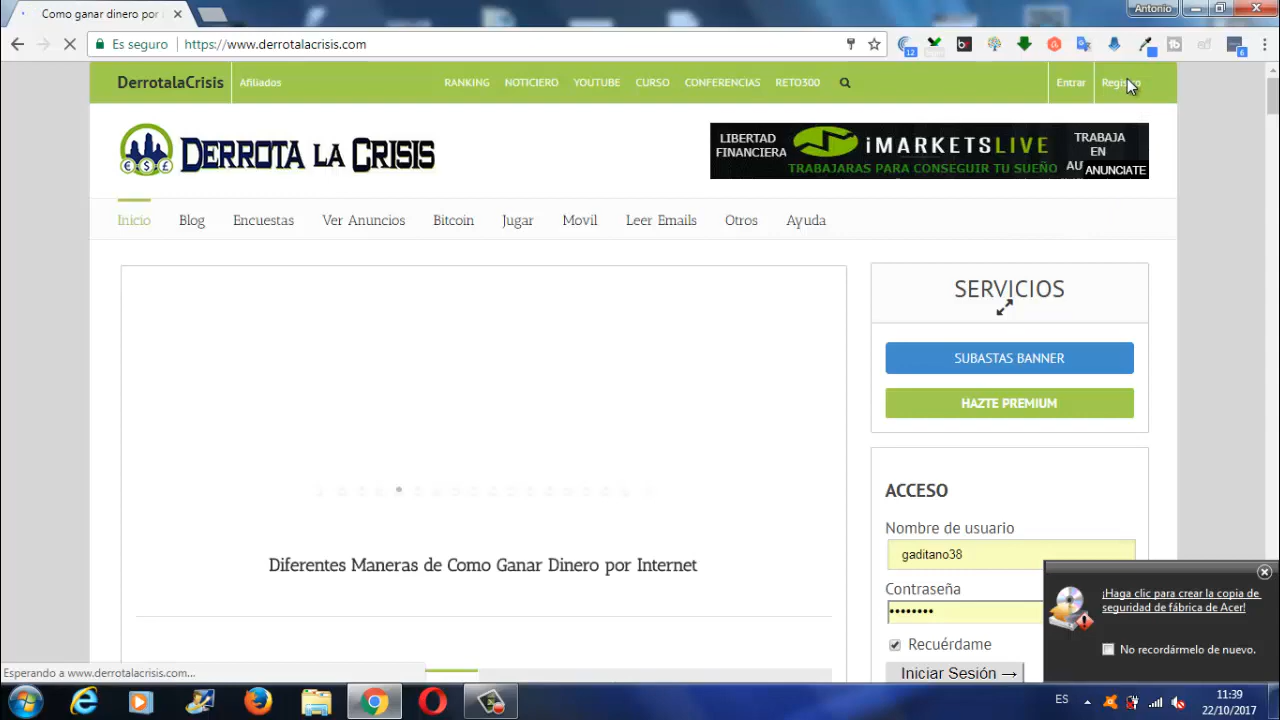 Como ganar dinero por
Antonio
Es seguro
https://www.derrotalacrisis.com
12
6
DerrotalaCrisis
Afiliados
RANKING
NOTICIERO
YOUTUBE
CURSO
CONFERENCIAS
RETO300
Entrar
Registro
DERROTA LA CRISIS
LIBERTAD
FINANCIERA
iMARKETSLIVE
TRABAJARAS PARA CONSEGUIR TU SUEÑO
TRABAJA
EN
AU
ANUNCIATE
Inicio
Blog
Encuestas
Ver Anuncios
Bitcoin
Jugar
Movil
Leer Emails
Otros
Ayuda
SERVICIOS
SUBASTAS BANNER
HAZTE PREMIUM
Diferentes Maneras de Como Ganar Dinero por Internet
ACCESO
Nombre de usuario
gaditano38
Contraseña
••••••••
Recuérdame
Iniciar Sesión →
¡Haga clic para crear la copia de
seguridad de fábrica de Acer!
No recordármelo de nuevo.
Esperando a www.derrotalacrisis.com...
ES
11:39
22/10/2017